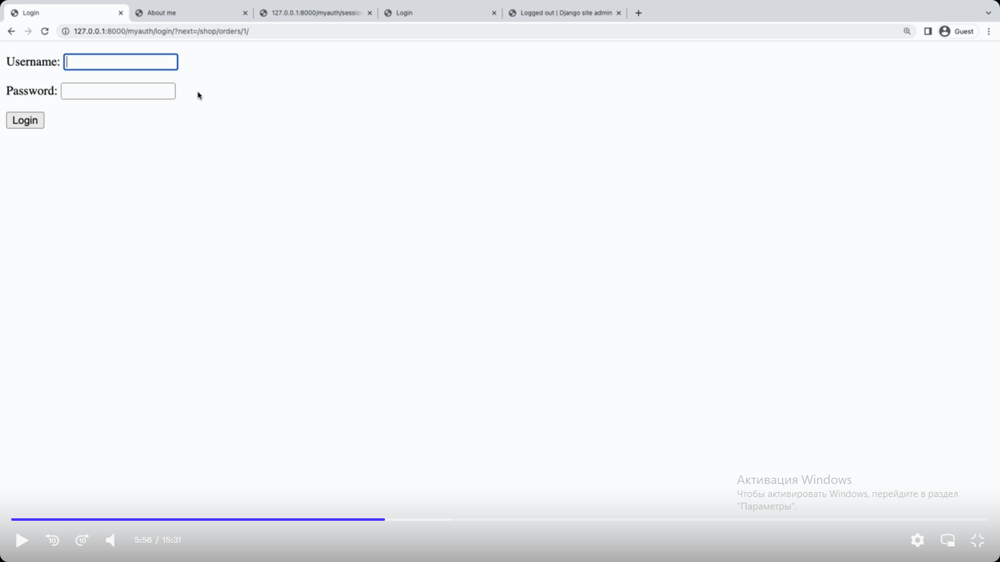 Login
About me
127.0.0.1:8000/myauth/sessio
Login
Logged out | Django site admin
127.0.0.1:8000/myauth/login/?next=/shop/orders/1/
Guest
Username:
Password:
Login
Активация Windows
Чтобы активировать Windows, перейдите в раздел
"Параметры".
10
10
5:56 / 15:31